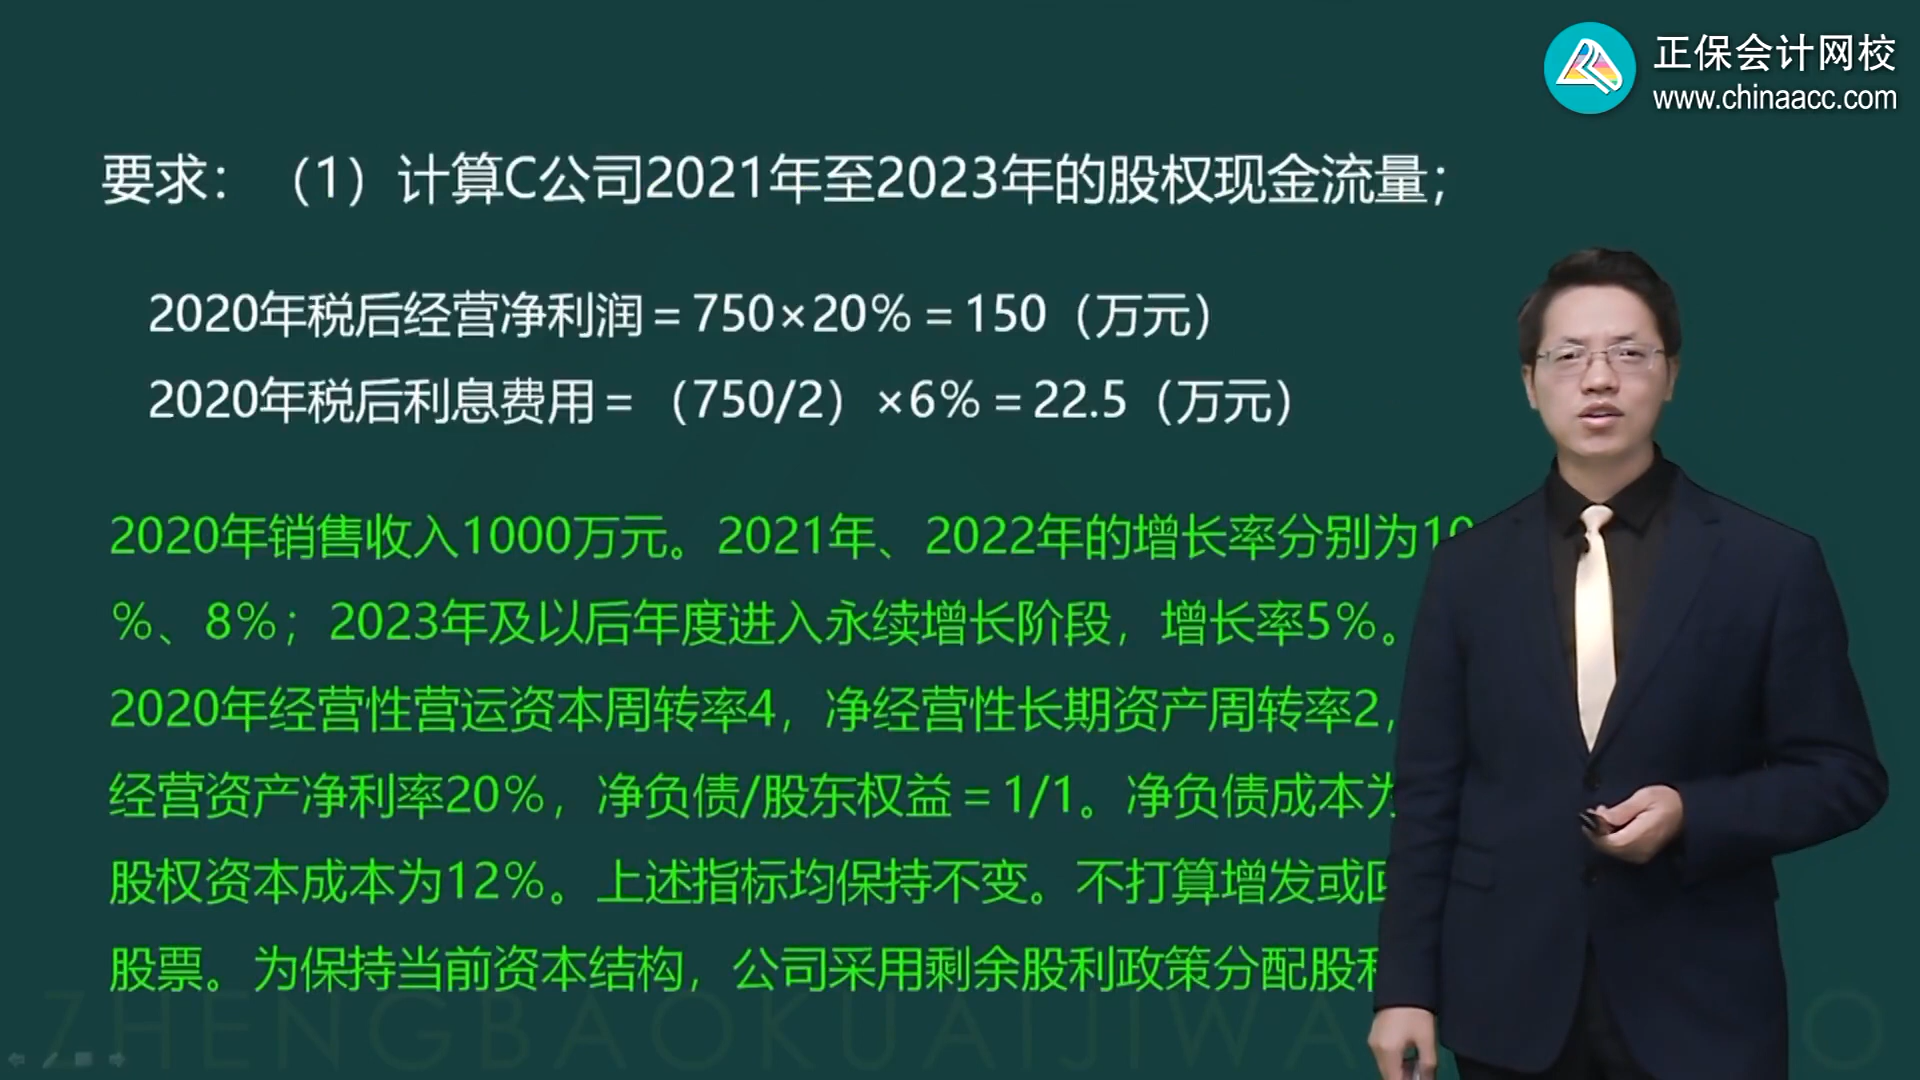 正保会计网校
www.chinaacc.com
要求：（1）计算C公司2021年至2023年的股权现金流量；
2020年税后经营净利润＝750×20%＝150（万元）
2020年税后利息费用＝（750/2）×6%＝22.5（万元）
2020年销售收入1000万元。2021年、2022年的增长率分别为10
%、8%；2023年及以后年度进入永续增长阶段，增长率5%。
2020年经营性营运资本周转率4，净经营性长期资产周转率2，
经营资产净利率20%，净负债/股东权益＝1/1。净负债成本为
股权资本成本为12%。上述指标均保持不变。不打算增发或回
股票。为保持当前资本结构，公司采用剩余股利政策分配股利